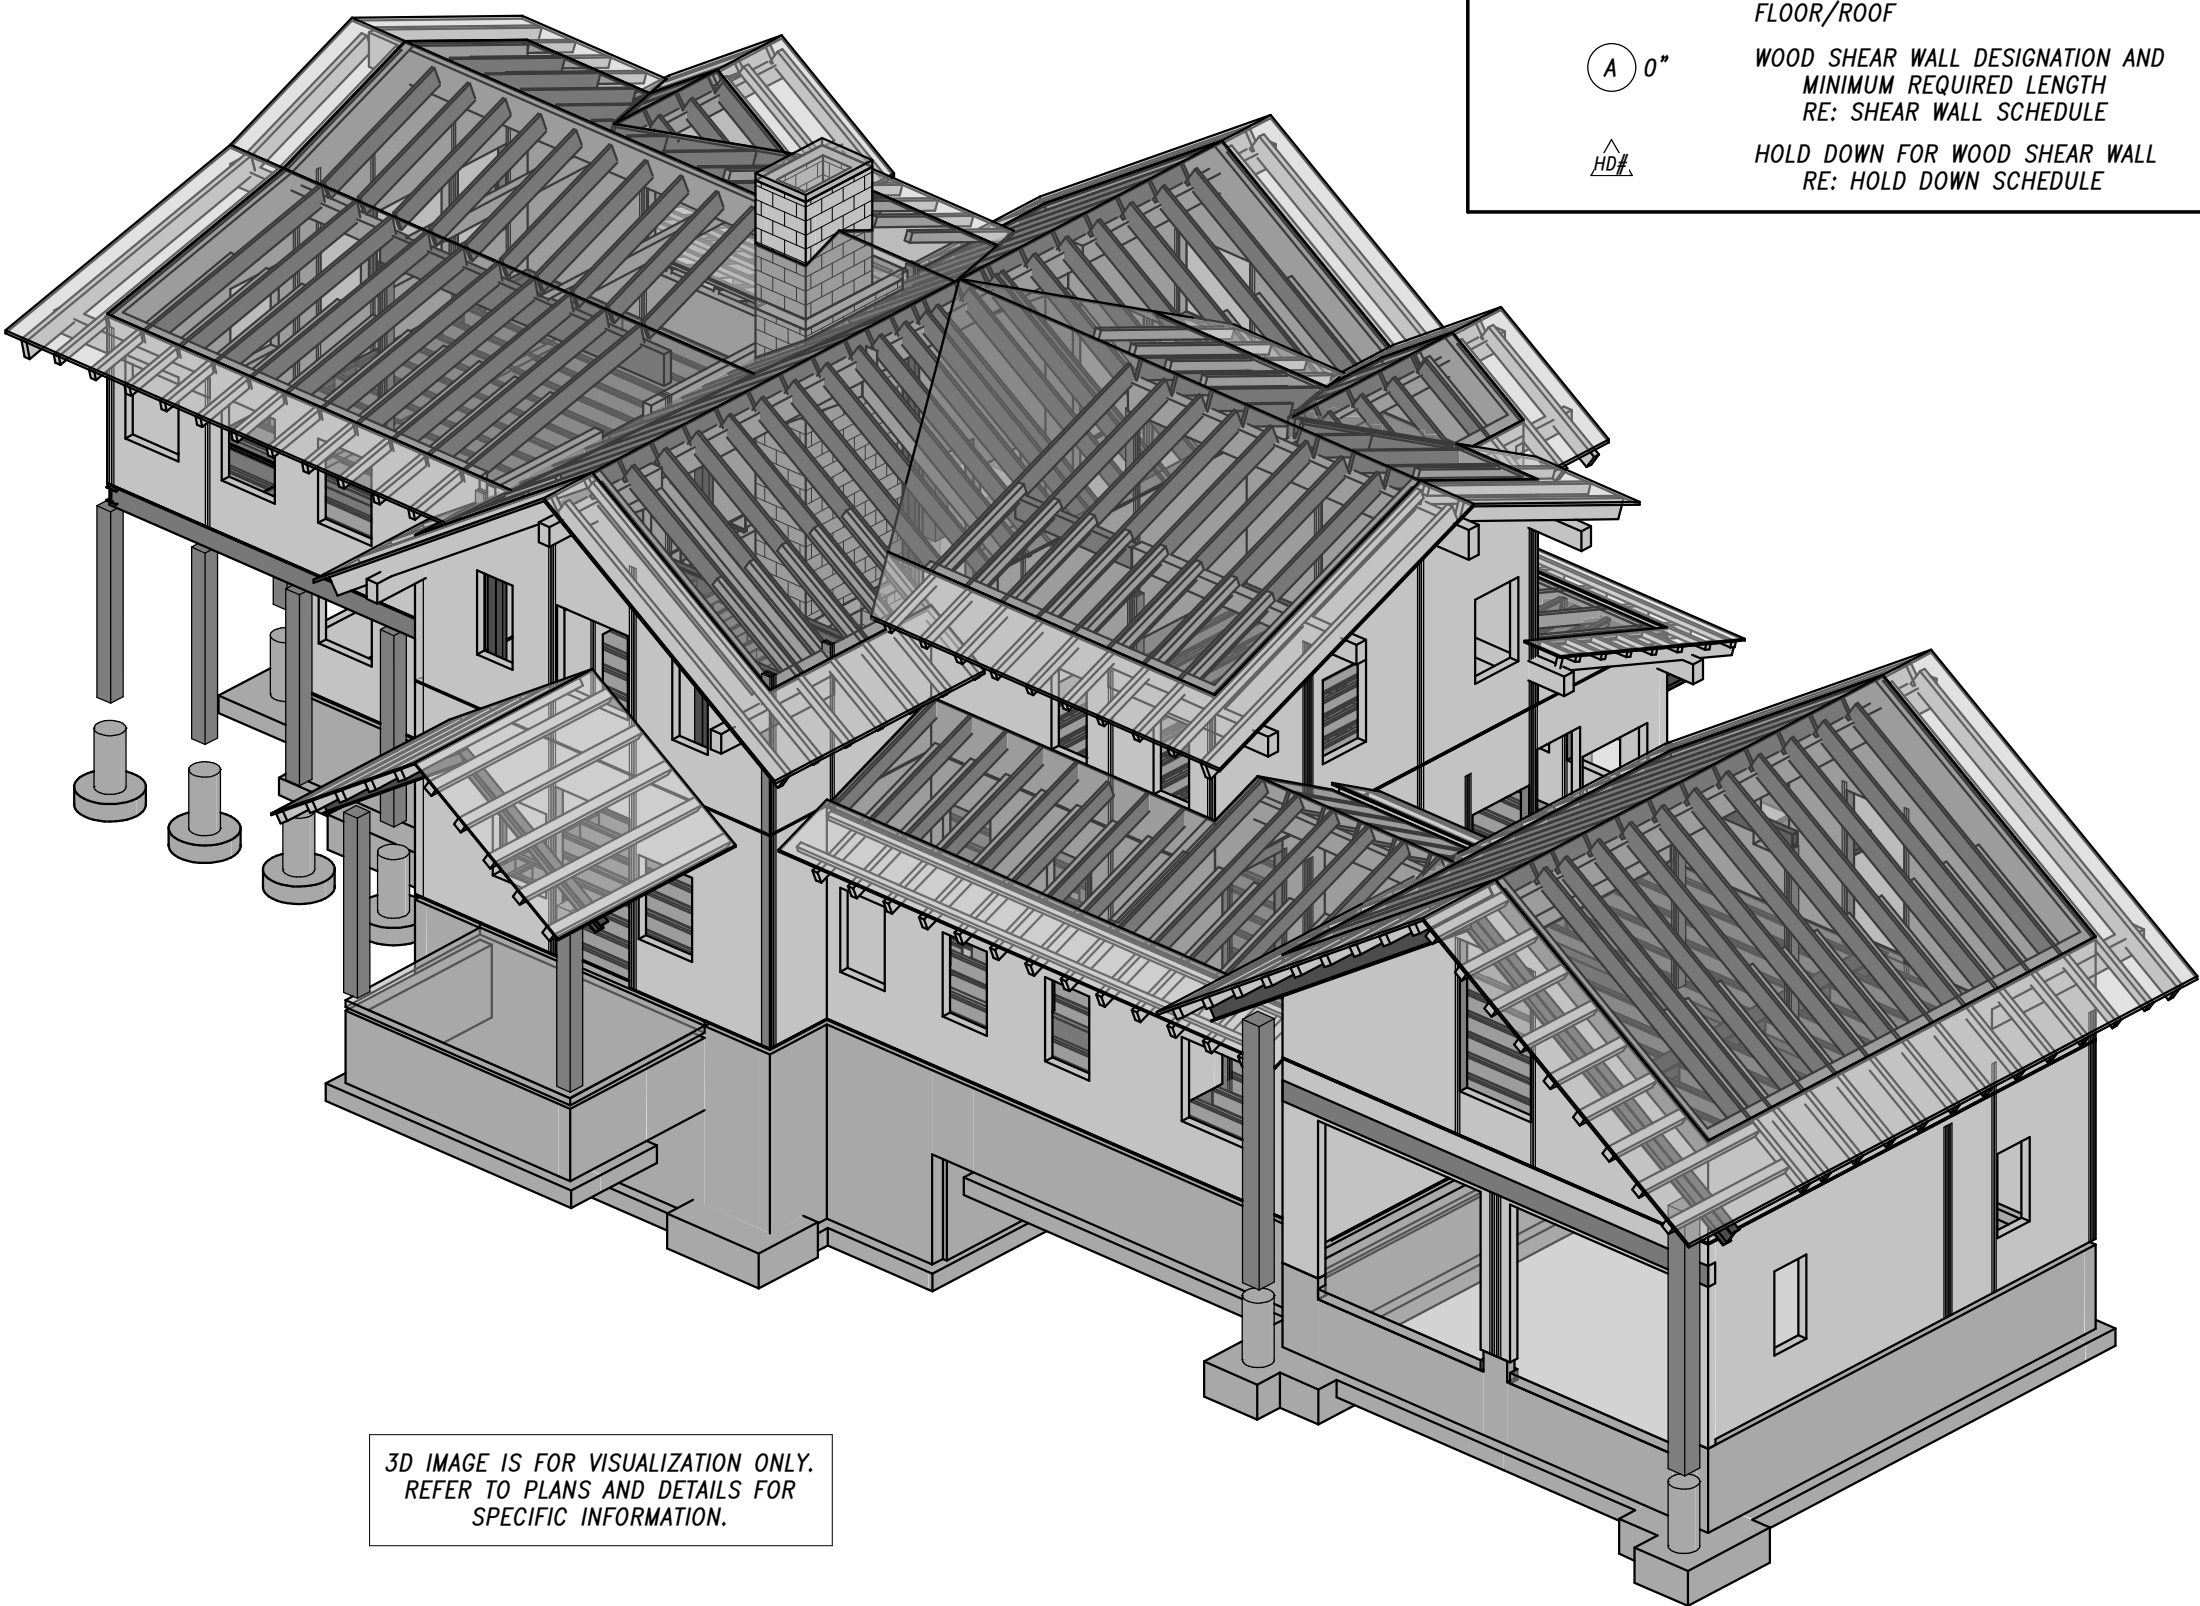 FLOOR/ROOF
A 0" WOOD SHEAR WALL DESIGNATION AND
MINIMUM REQUIRED LENGTH
RE: SHEAR WALL SCHEDULE
HD# HOLD DOWN FOR WOOD SHEAR WALL
RE: HOLD DOWN SCHEDULE
3D IMAGE IS FOR VISUALIZATION ONLY.
REFER TO PLANS AND DETAILS FOR
SPECIFIC INFORMATION.